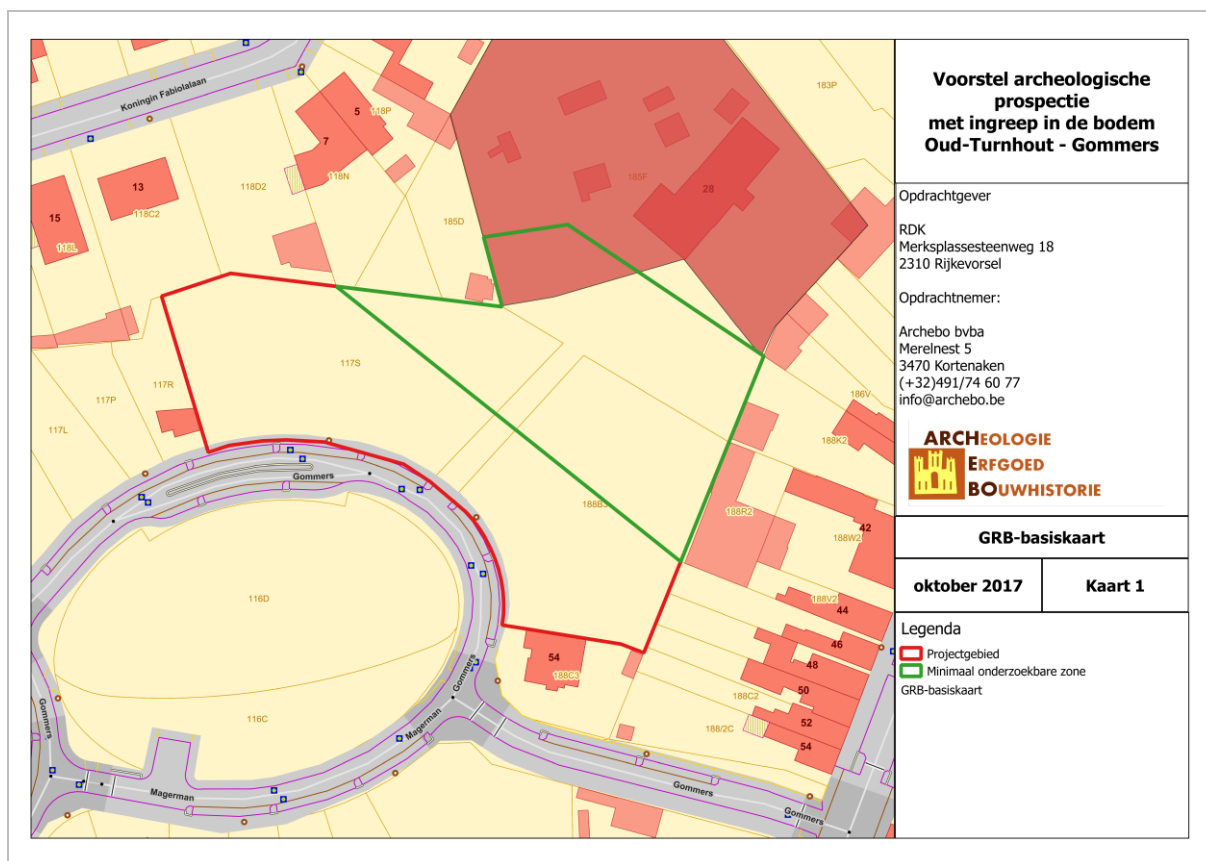 Voorstel archeologische
prospectie
met ingreep in de bodem
Oud-Turnhout - Gommers
Opdrachtgever
RDK
Merksplassesteenweg 18
2310 Rijkevorsel
Opdrachtnemer:
Archebo bvba
Merelnest 5
3470 Kortenaken
(+32)491/74 60 77
info@archebo.be
ARCHEOLOGIE
ERFGOED
BOUWHISTORIE
GRB-basiskaart
oktober 2017
Kaart 1
Legenda
Projectgebied
Minimaal onderzoekbare zone
GRB-basiskaart
Koningin Fabiolalaan
5
118P
183P
7
118N
13
118D2
118C2
15
118L
185D
185F
28
117S
117R
117P
117L
186V
188K2
Gommers
188B3
188R2
42
188W2
116D
188V2
44
46
48
54
188C3
50
188C2
52
188/2C
54
Gommers
Gommers
116C
Magerman
Magerman
Gommers
Gommers